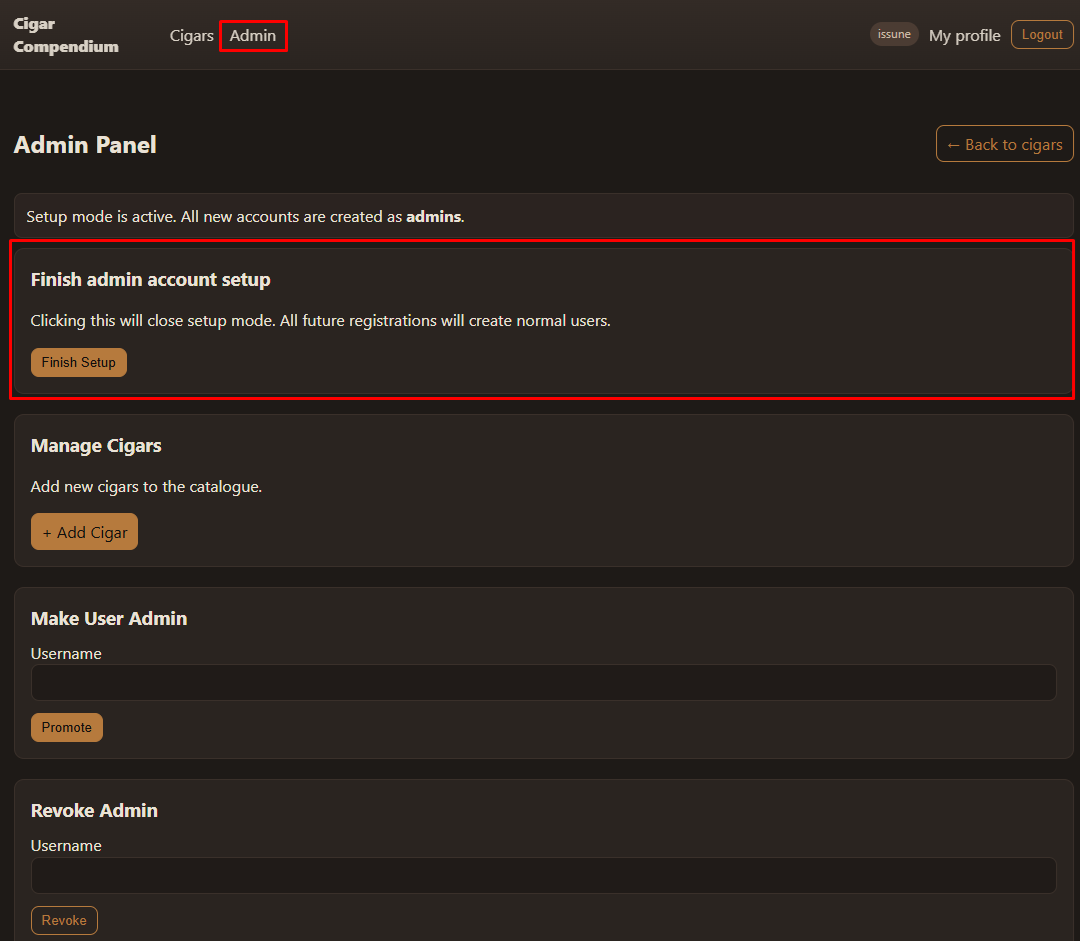 Cigar
Compendium
Cigars
Admin
issune
My profile
Logout
Admin Panel
← Back to cigars
Setup mode is active. All new accounts are created as admins.
Finish admin account setup
Clicking this will close setup mode. All future registrations will create normal users.
Finish Setup
Manage Cigars
Add new cigars to the catalogue.
+ Add Cigar
Make User Admin
Username
Promote
Revoke Admin
Username
Revoke